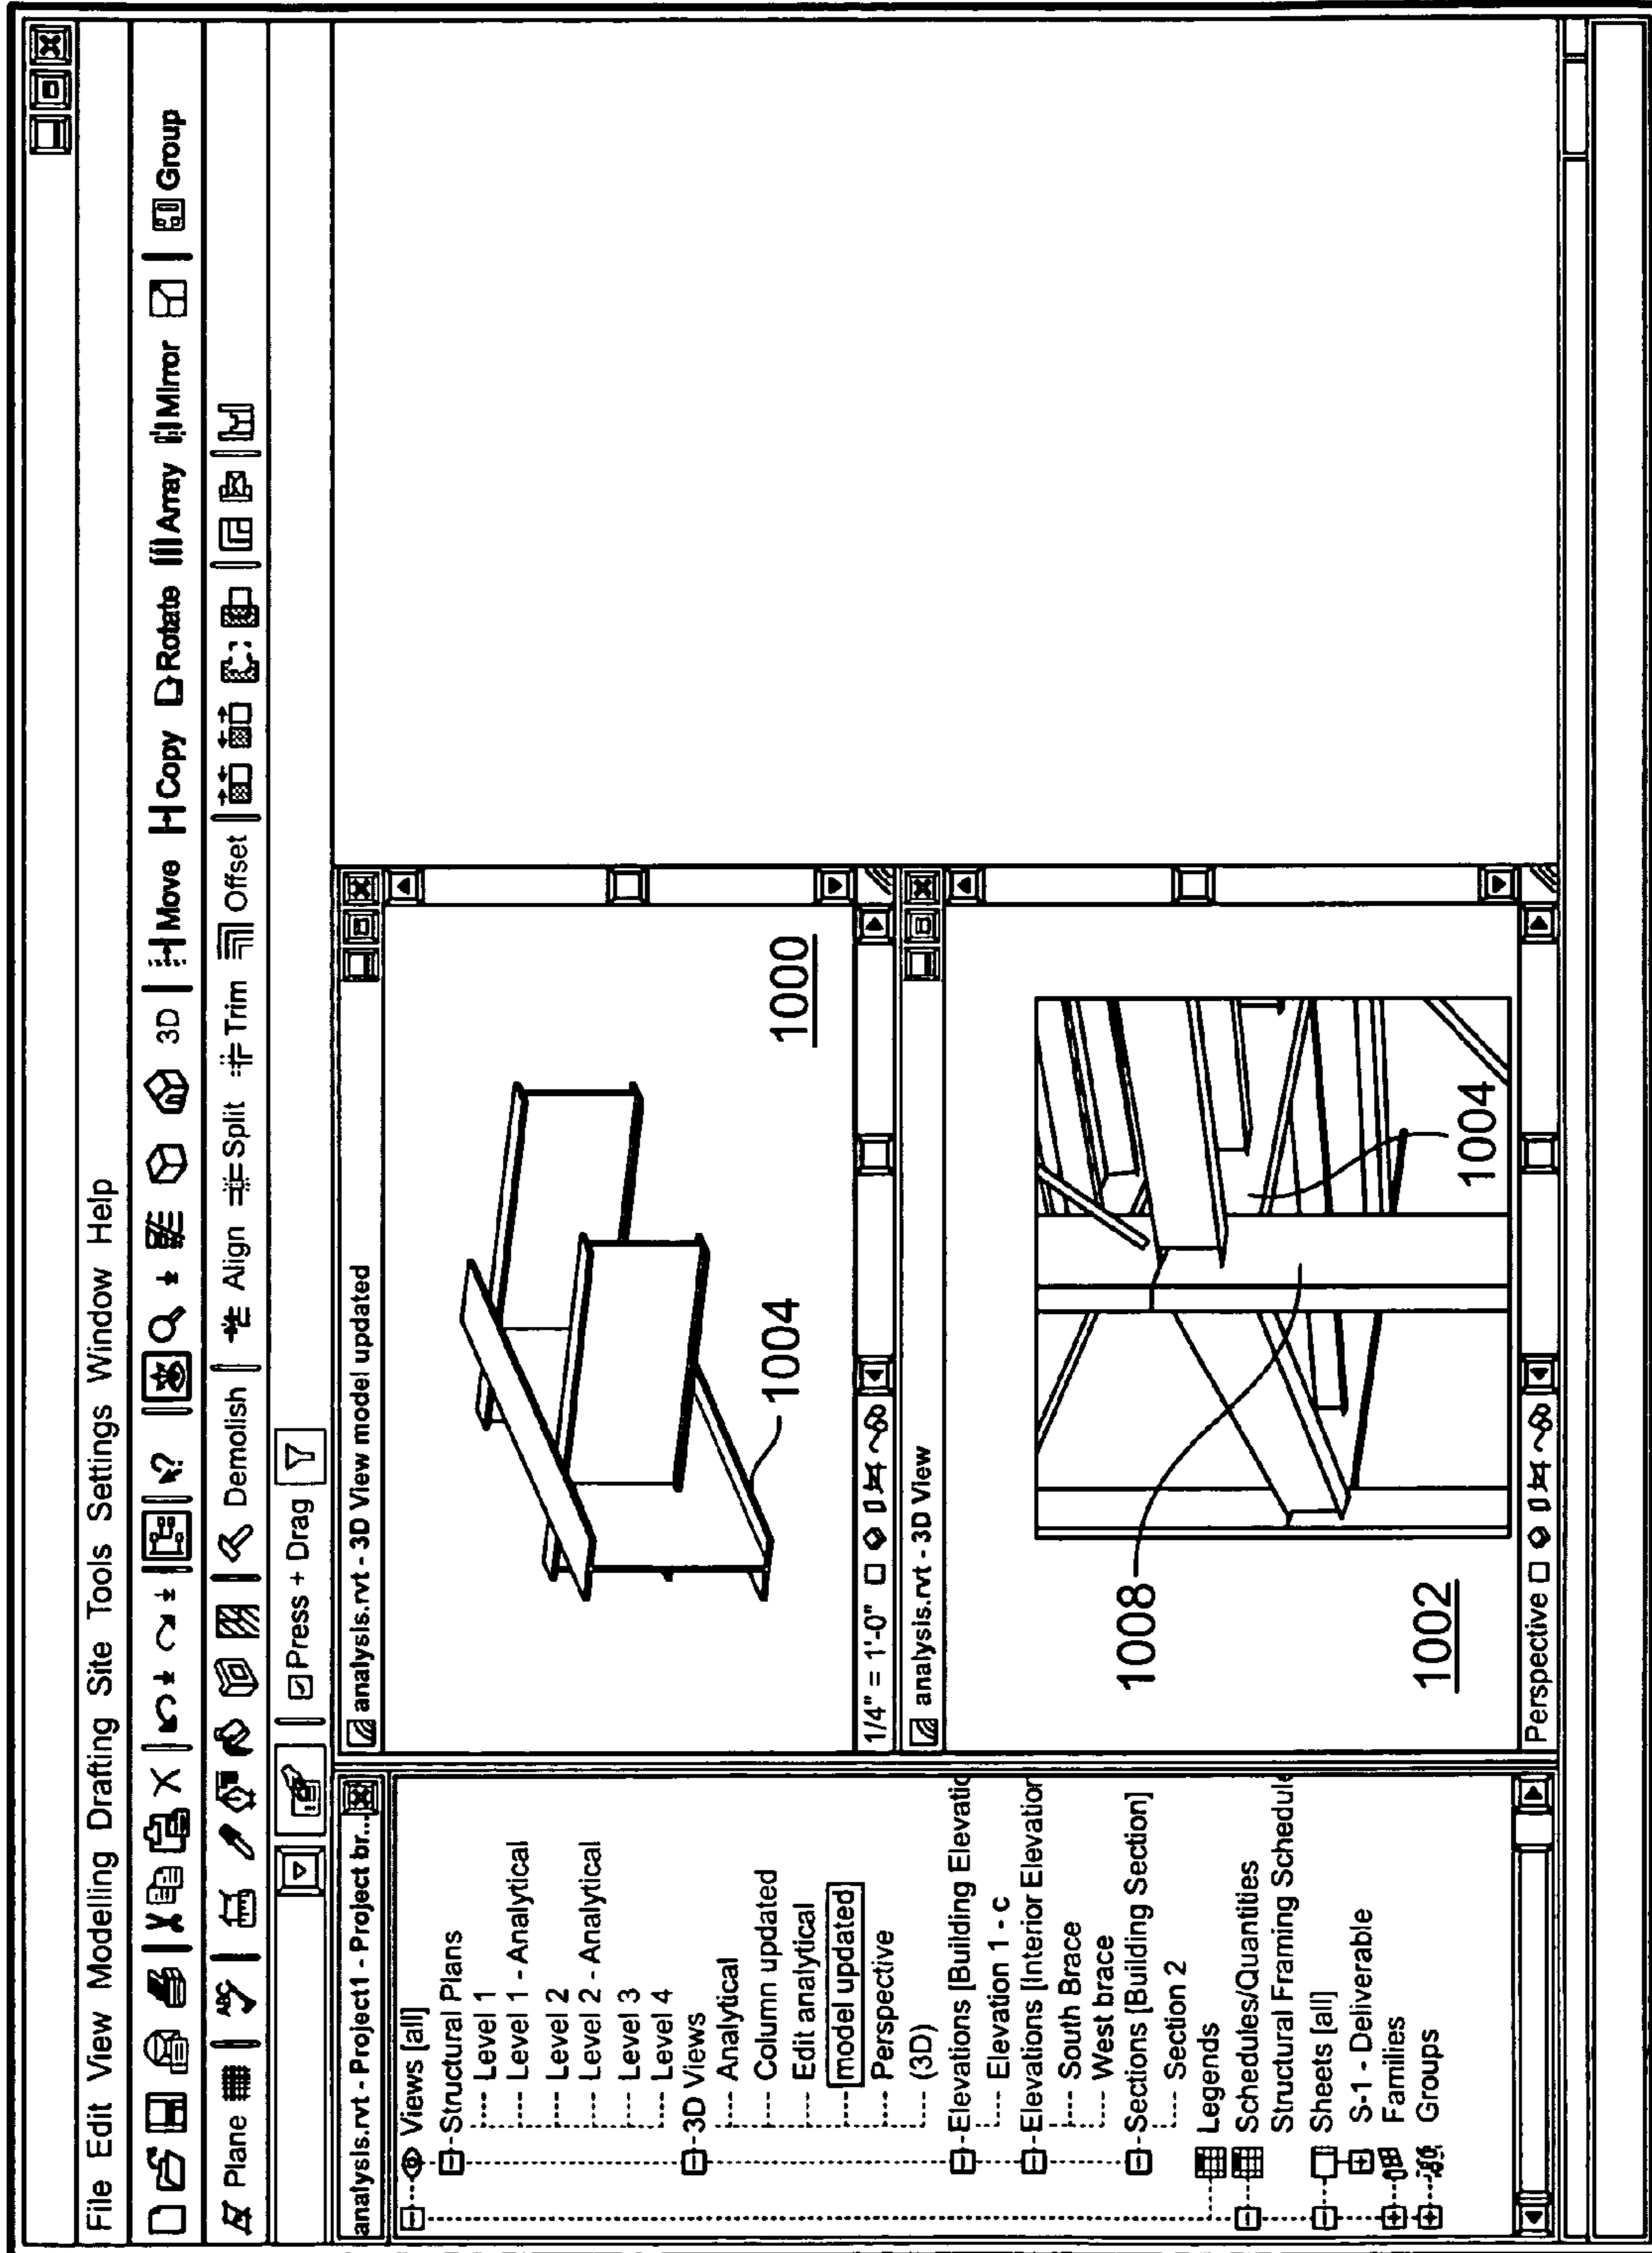 File Edit View Modelling Drafting Site Tools Settings Window Help
3D Move Copy Rotate Array Mirror Group
Plane ABC Demolish Align Split Trim Offset
Press + Drag
analysis.rvt - Project1 - Project br...
Views [all]
Structural Plans
Level 1
Level 1 - Analytical
Level 2
Level 2 - Analytical
Level 3
Level 4
3D Views
Analytical
Column updated
Edit analytical
model updated
Perspective
(3D)
Elevations [Building Elevatio
Elevation 1 - c
Elevations [Interior Elevation
South Brace
West brace
Sections [Building Section]
Section 2
Legends
Schedules/Quantities
Structural Framing Schedule
Sheets [all]
S-1 - Deliverable
Families
Groups
analysis.rvt - 3D View model updated
1004
1000
1/4" = 1'-0"
analysis.rvt - 3D View
1008
1004
1002
Perspective